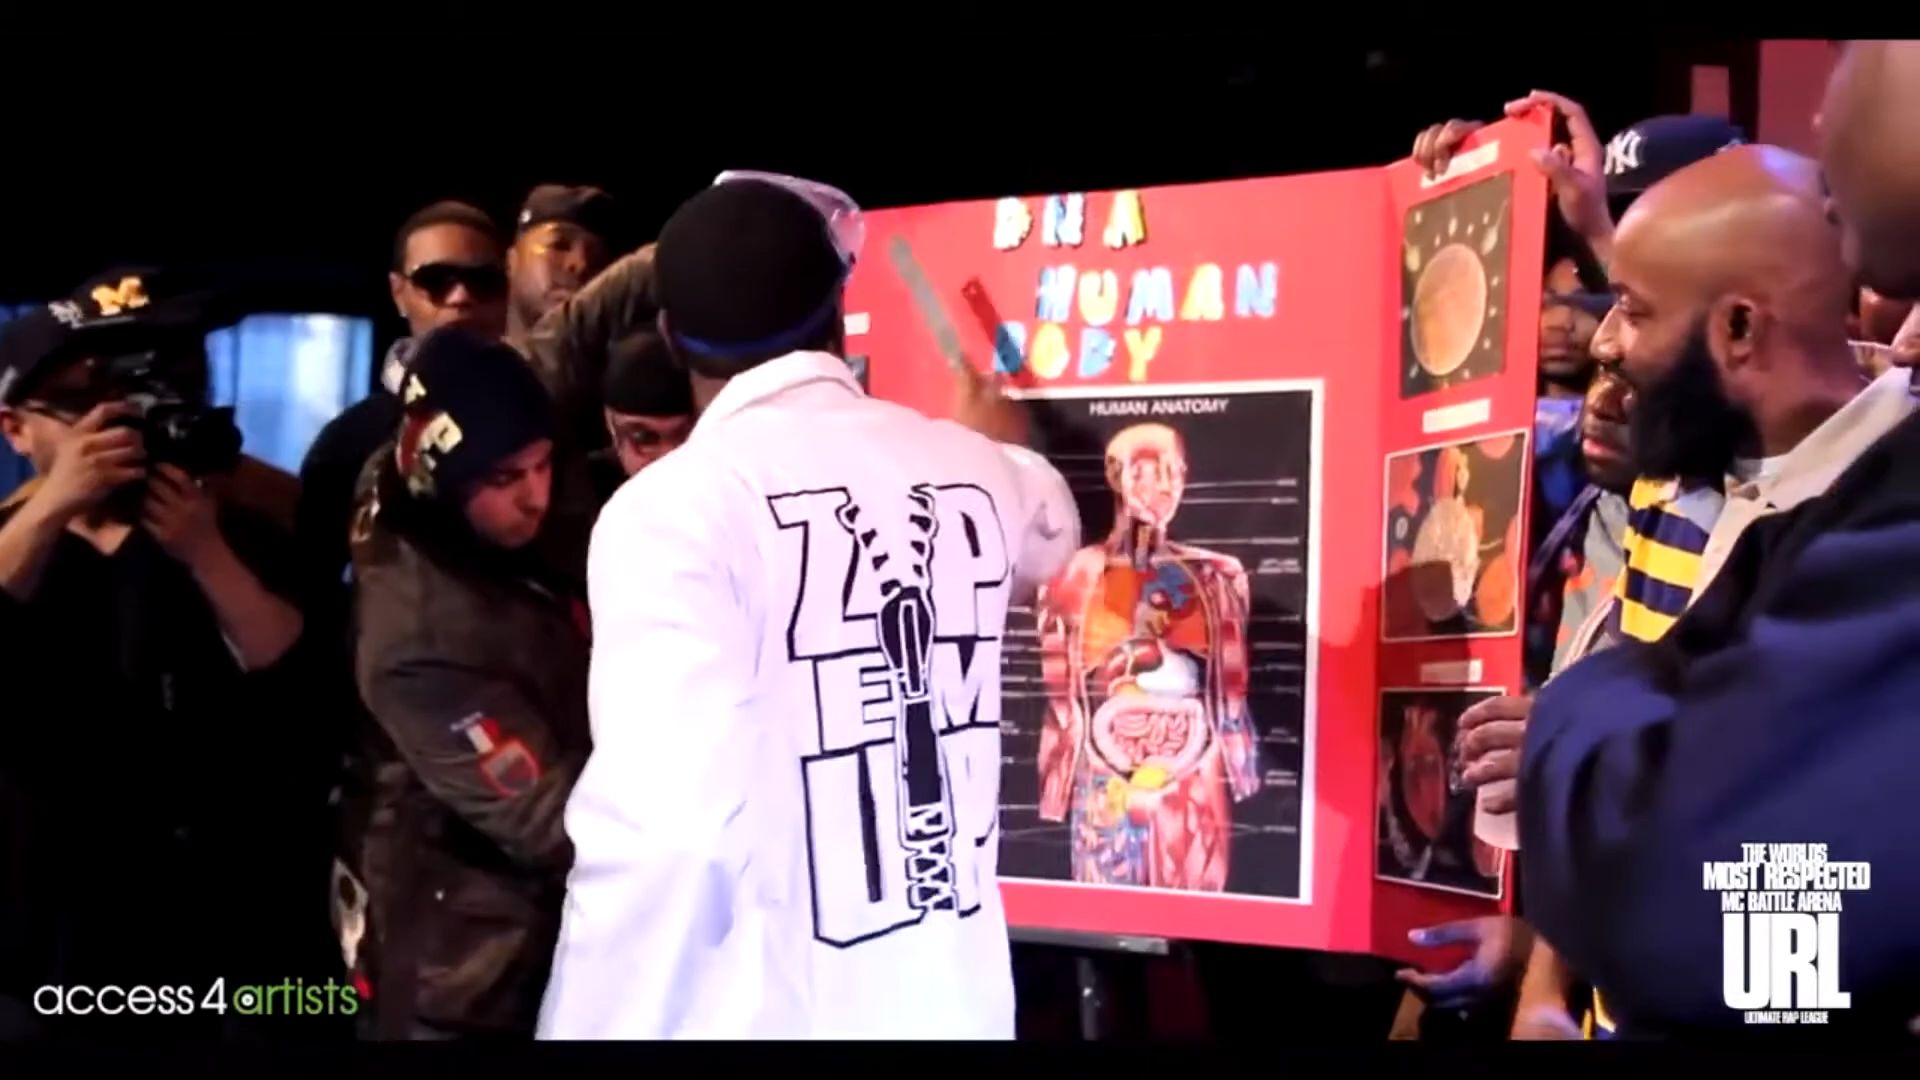 M
NY
DNA
HUMAN
BODY
HUMAN ANATOMY
ZIP
EM
UP
access4artists
THE WORLDS
MOST RESPECTED
MC BATTLE ARENA
URL
ULTIMATE RAP LEAGUE